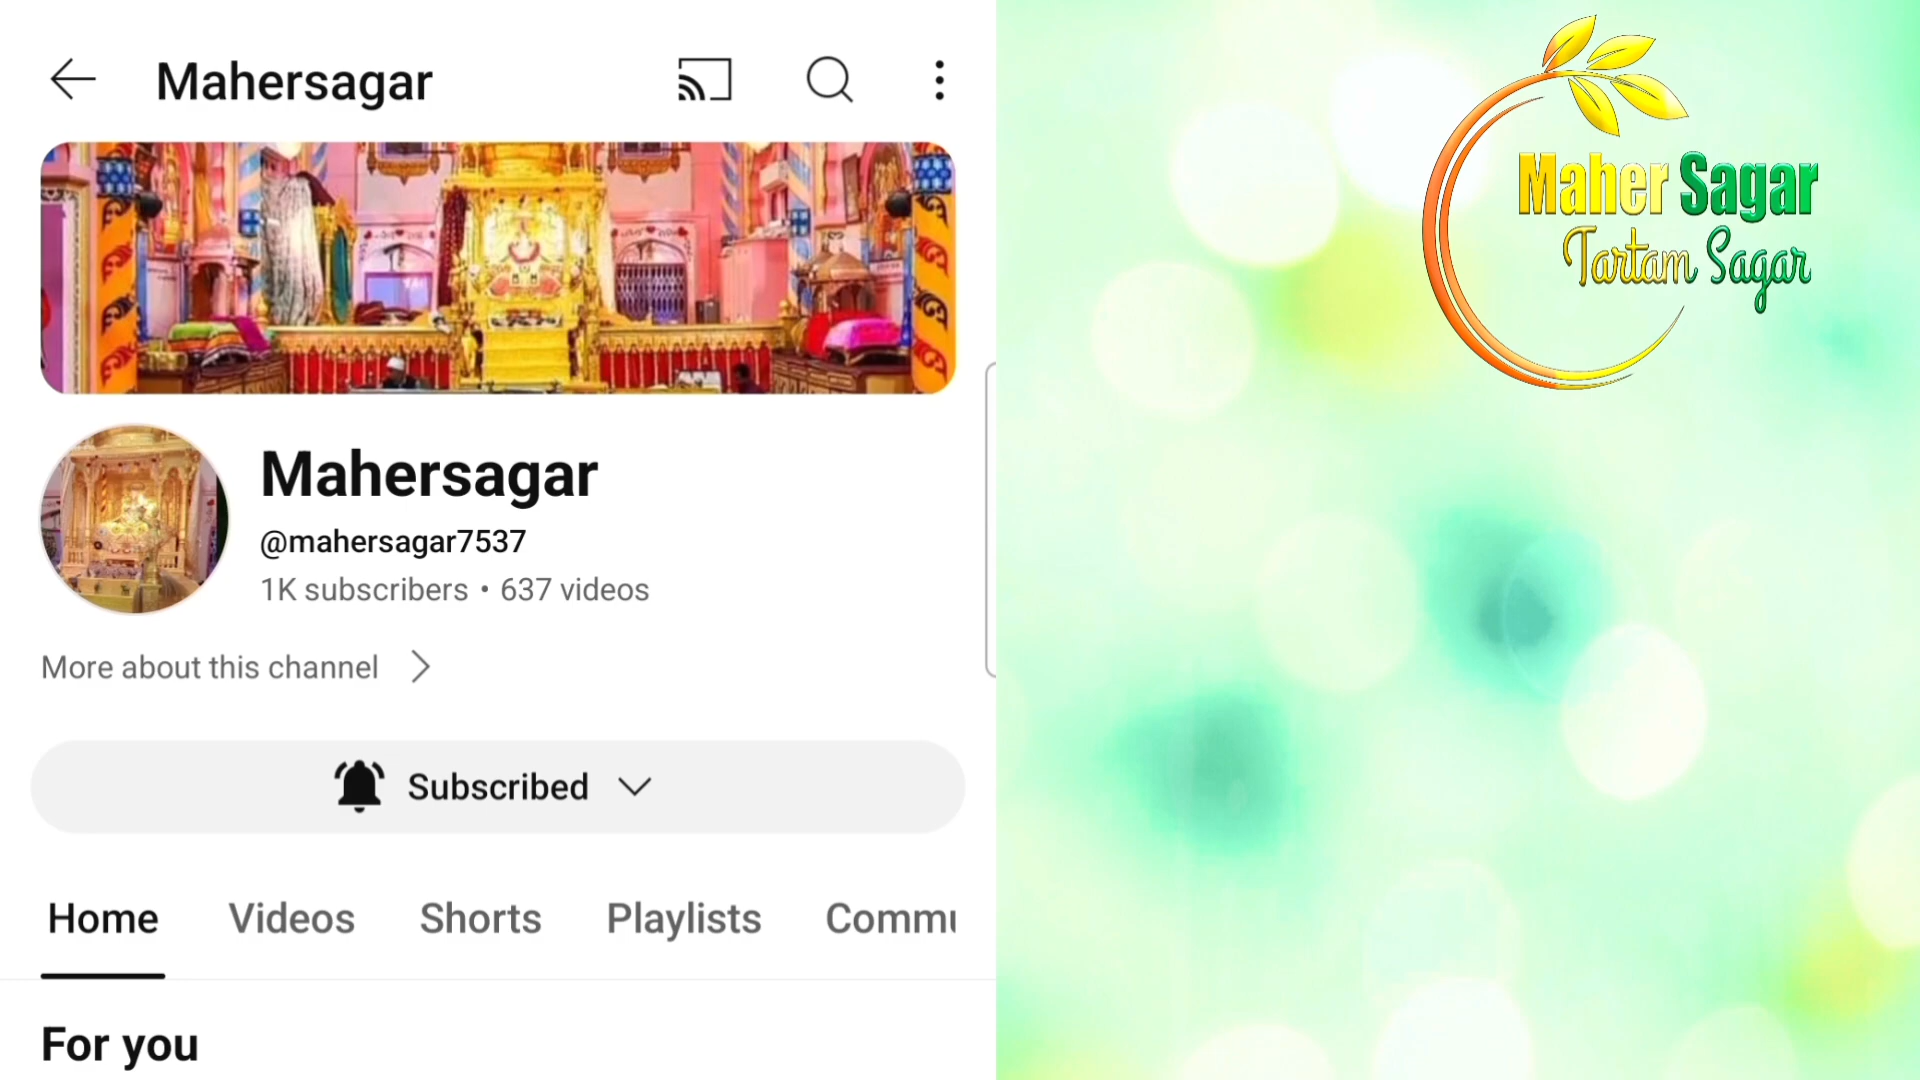 Mahersagar
Mahersagar
@mahersagar7537
1K subscribers • 637 videos
More about this channel
Subscribed
Home Videos Shorts Playlists Commu
For you
Maher Sagar
Tartam Sagar